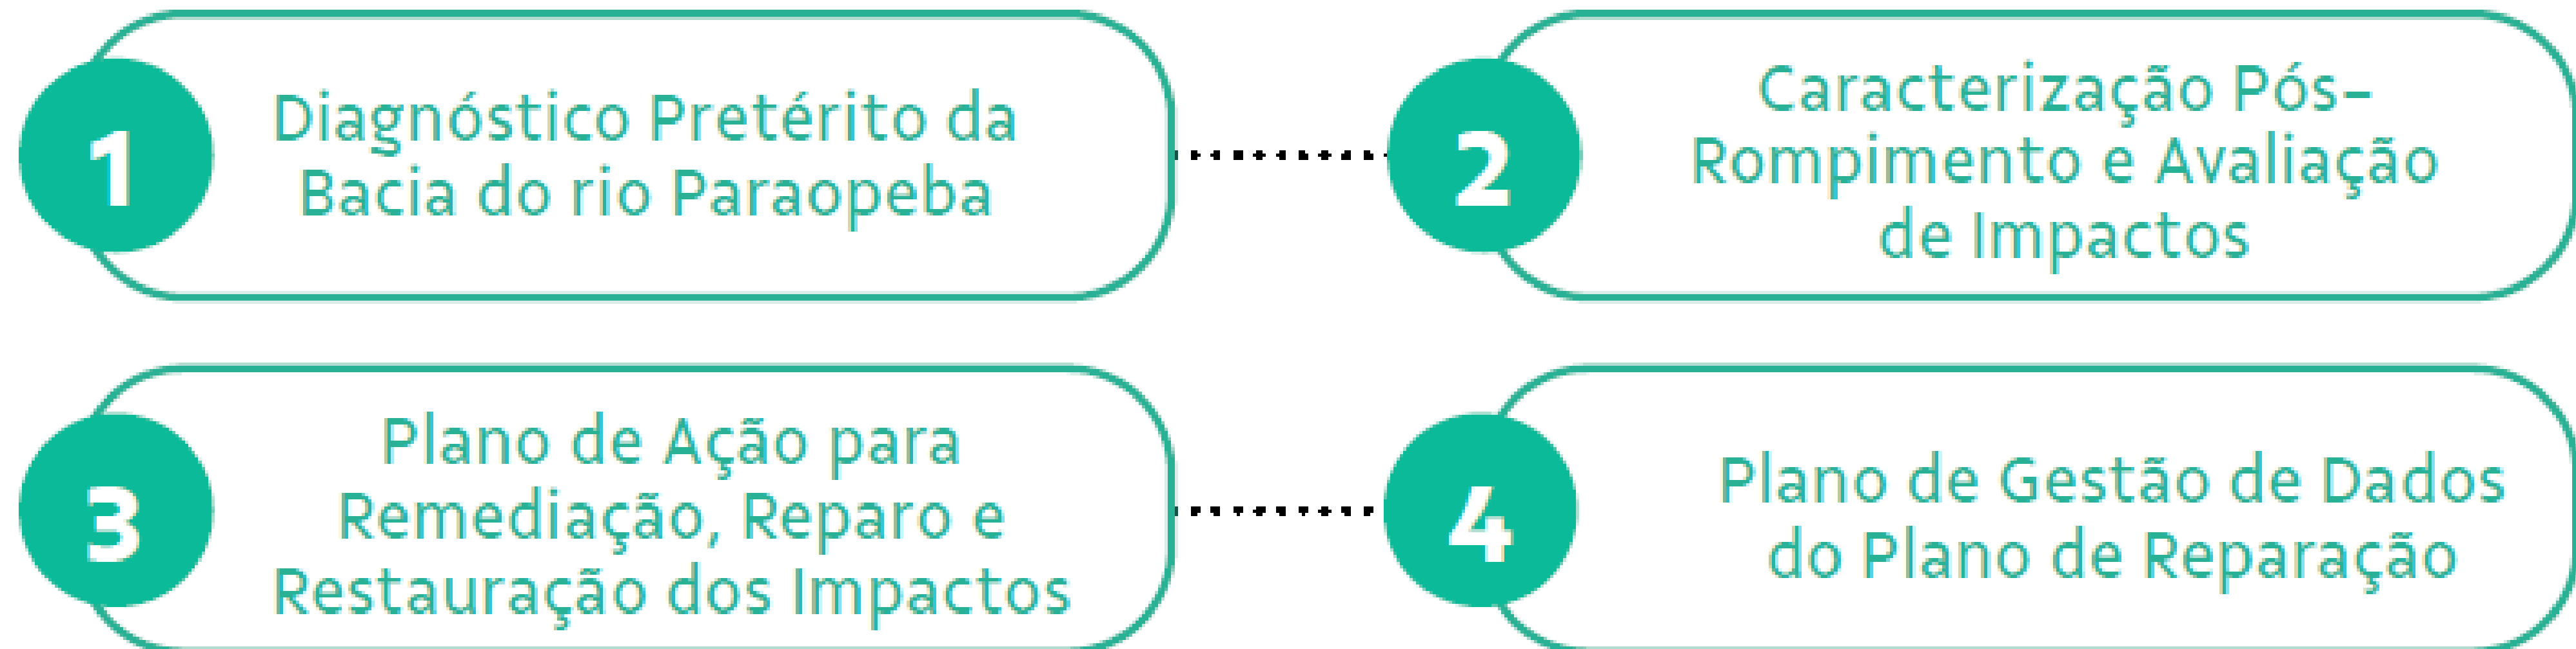 1
Diagnóstico Pretérito da
Bacia do rio Paraopeba
2
Caracterização Pós-
Rompimento e Avaliação
de Impactos
3
Plano de Ação para
Remediação, Reparo e
Restauração dos Impactos
4
Plano de Gestão de Dados
do Plano de Reparação